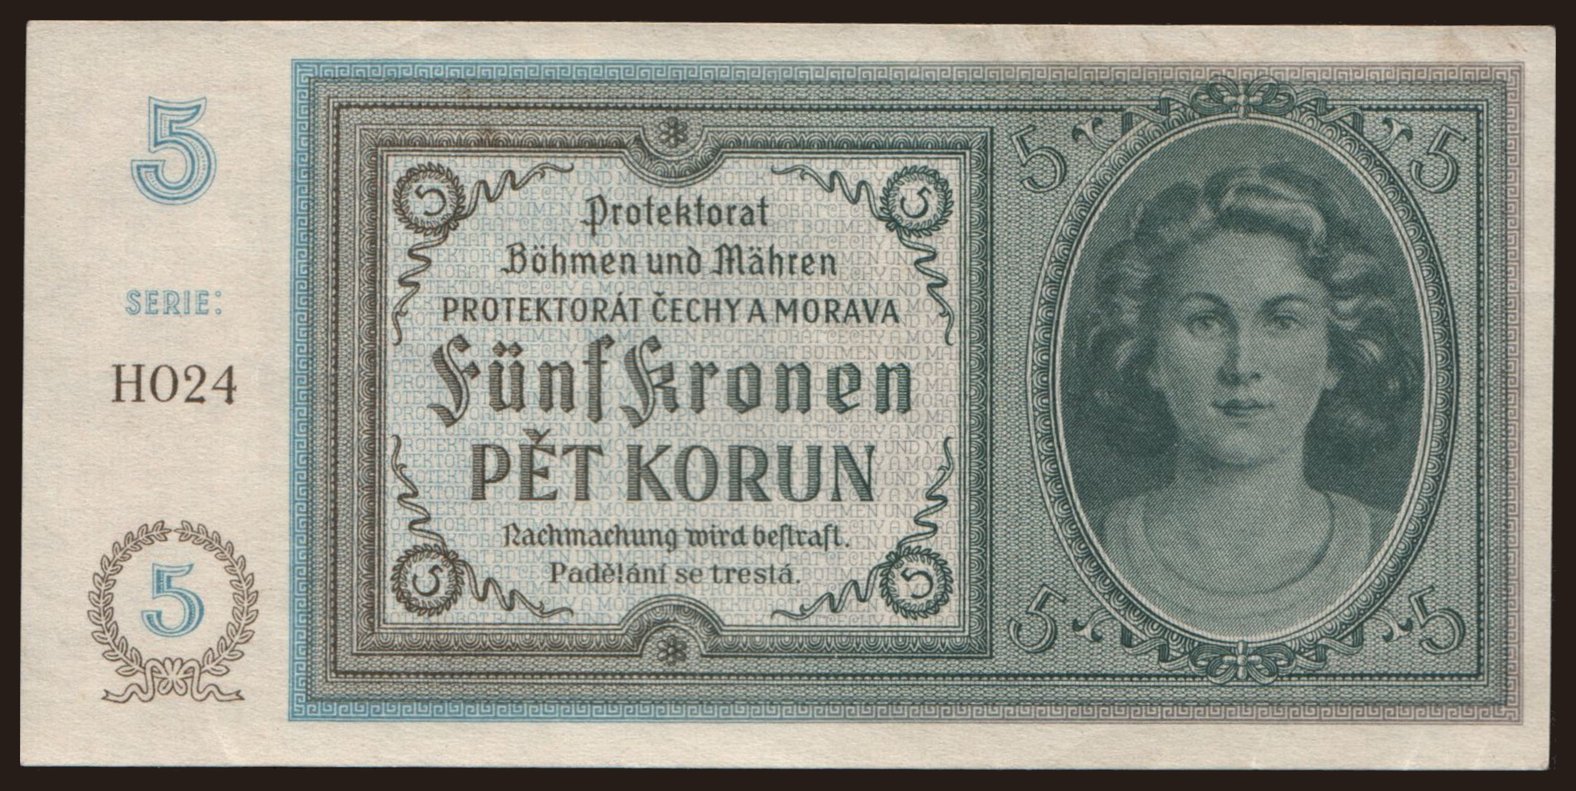 5
SERIE:
HO24
5
5 5
Protektorat
Böhmen und Mähren
PROTEKTORÁT ČECHY A MORAVA
Fünf Kronen
PĚT KORUN
Nachmachung wird bestraft.
Padělání se trestá.
5 5
5 5
5 5